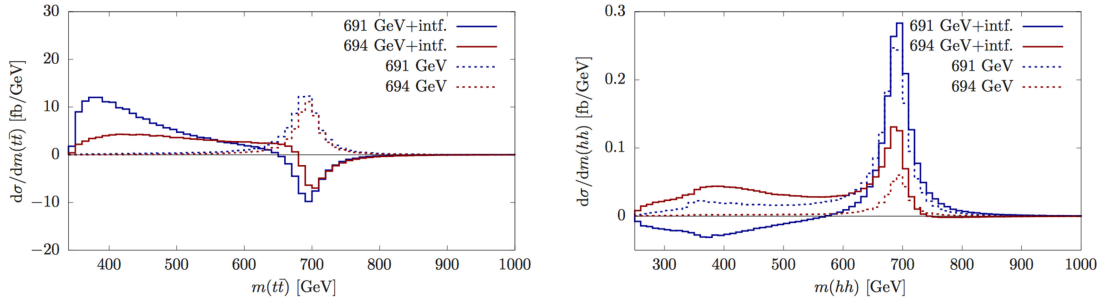 dσ/dm(tt̄) [fb/GeV]
30
20
10
0
−10
−20
691 GeV+intf.
694 GeV+intf.
691 GeV
694 GeV
400 500 600 700 800 900 1000
m(tt̄) [GeV]
dσ/dm(hh) [fb/GeV]
0.3
0.2
0.1
0
691 GeV+intf.
694 GeV+intf.
691 GeV
694 GeV
300 400 500 600 700 800 900 1000
m(hh) [GeV]